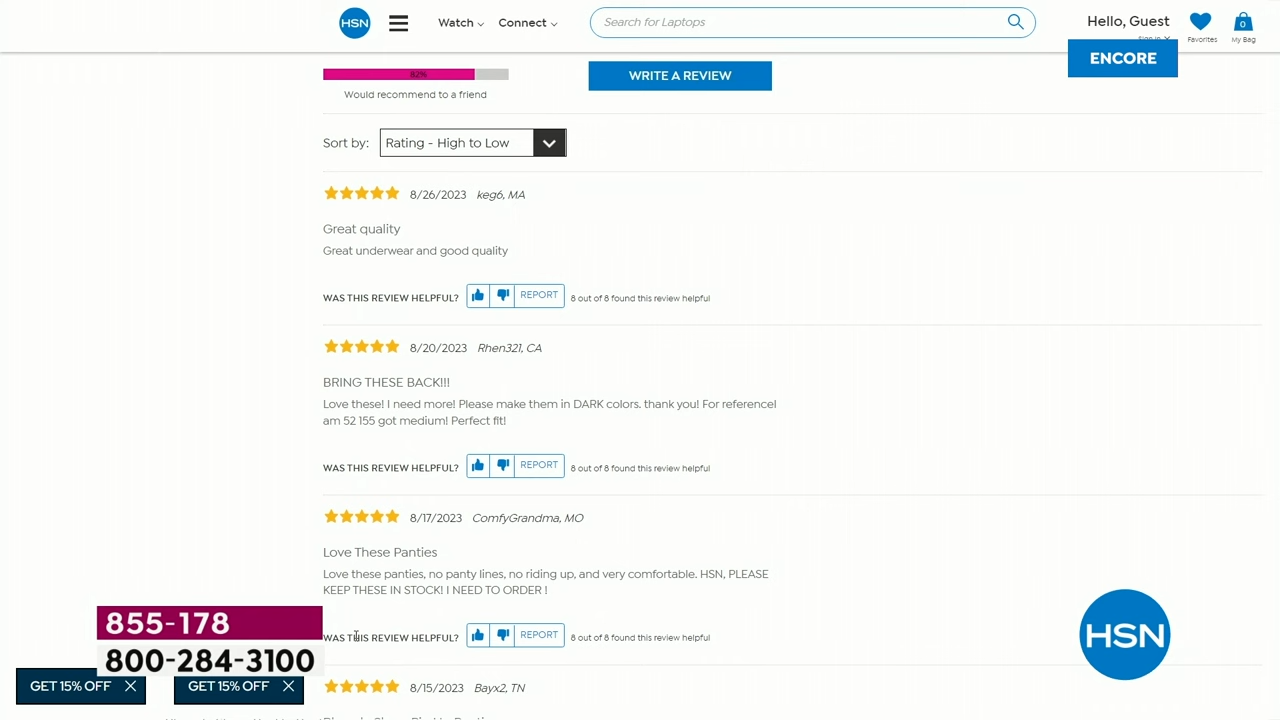 HSN
Watch
Connect
Search for Laptops
Hello, Guest
Sign In
Favorites
0
My Bag
ENCORE
82%
Would recommend to a friend
WRITE A REVIEW
Sort by:
Rating - High to Low
8/26/2023 keg6, MA
Great quality
Great underwear and good quality
WAS THIS REVIEW HELPFUL? REPORT 8 out of 8 found this review helpful
8/20/2023 Rhen321, CA
BRING THESE BACK!!!
Love these! I need more! Please make them in DARK colors. thank you! For referenceI
am 52 155 got medium! Perfect fit!
WAS THIS REVIEW HELPFUL? REPORT 8 out of 8 found this review helpful
8/17/2023 ComfyGrandma, MO
Love These Panties
Love these panties, no panty lines, no riding up, and very comfortable. HSN, PLEASE
KEEP THESE IN STOCK! I NEED TO ORDER !
WAS THIS REVIEW HELPFUL? REPORT 8 out of 8 found this review helpful
855-178
800-284-3100
HSN
GET 15% OFF
GET 15% OFF
8/15/2023 Bayx2, TN